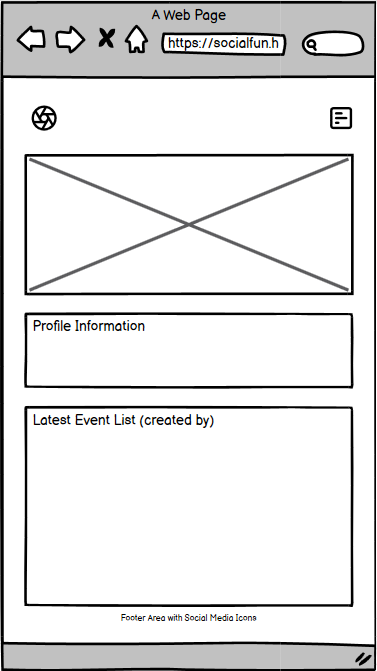 A Web Page
https://socialfun.h
Profile Information
Latest Event List (created by)
Footer Area with Social Media Icons